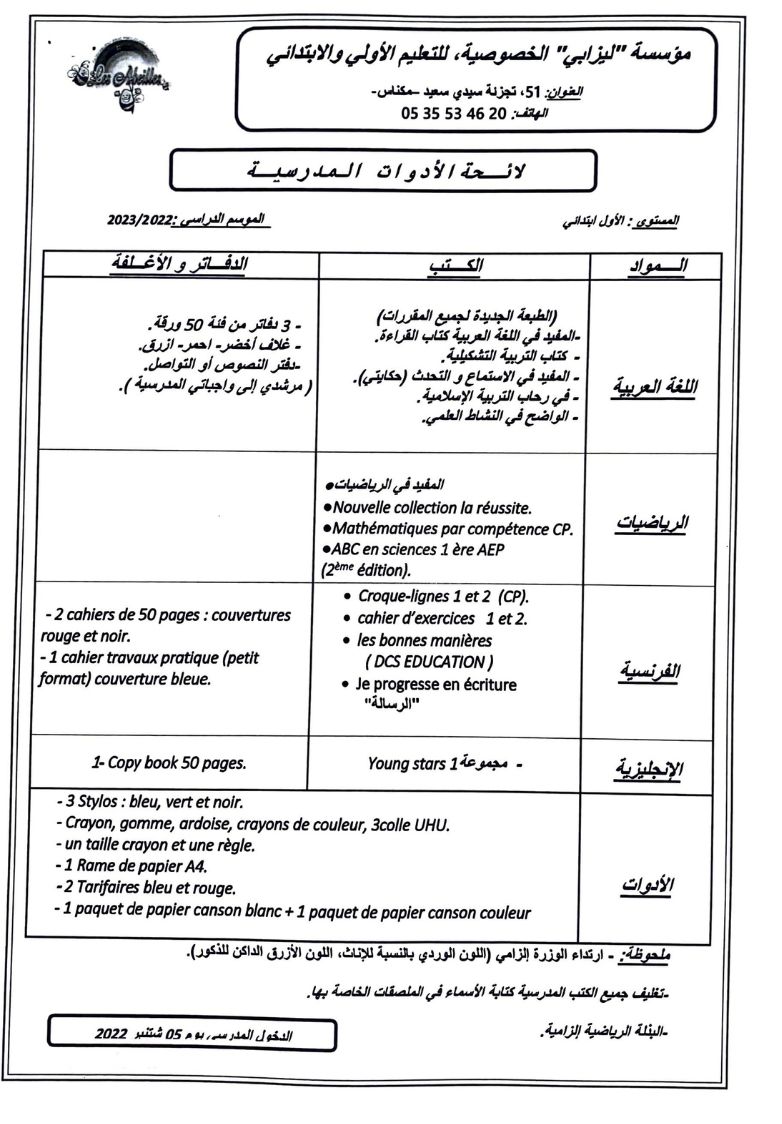 Les Abeilles
مؤسسة "ليزابي" الخصوصية، للتعليم الأولي والابتدائي
العنوان: 51، تجزئة سيدي سعيد –مكناس-
الهاتف: 05 35 53 46 20
لائحة الأدوات المدرسية
المستوى : الأول ابتدائي
الموسم الدراسي :2023/2022
المواد
الكتب
الدفاتر و الأغلفة
اللغة العربية
(الطبعة الجديدة لجميع المقررات)
-المفيد في اللغة العربية كتاب القراءة.
- كتاب التربية التشكيلية.
- المفيد في الاستماع و التحدث (حكايتي).
- في رحاب التربية الإسلامية.
- الواضح في النشاط العلمي.
- 3 دفاتر من فئة 50 ورقة.
- غلاف أخضر- احمر- ازرق.
-دفتر النصوص أو التواصل.
( مرشدي إلى واجباتي المدرسية ).
الرياضيات
المفيد في الرياضيات●
●Nouvelle collection la réussite.
●Mathématiques par compétence CP.
●ABC en sciences 1 ère AEP
(2ème édition).
الفرنسية
• Croque-lignes 1 et 2 (CP).
• cahier d'exercices 1 et 2.
• les bonnes manières
( DCS EDUCATION )
• Je progresse en écriture
"الرسالة"
- 2 cahiers de 50 pages : couvertures
rouge et noir.
- 1 cahier travaux pratique (petit
format) couverture bleue.
الإنجليزية
- مجموعة Young stars 1
1- Copy book 50 pages.
الأدوات
- 3 Stylos : bleu, vert et noir.
- Crayon, gomme, ardoise, crayons de couleur, 3colle UHU.
- un taille crayon et une règle.
- 1 Rame de papier A4.
- 2 Tarifaires bleu et rouge.
- 1 paquet de papier canson blanc + 1 paquet de papier canson couleur
ملحوظة: - ارتداء الوزرة إلزامي (اللون الوردي بالنسبة للإناث، اللون الأزرق الداكن للذكور).
-تغليف جميع الكتب المدرسية كتابة الأسماء في الملصقات الخاصة بها.
-البذلة الرياضية إلزامية.
الدخول المدرسي يوم 05 شتنبر 2022